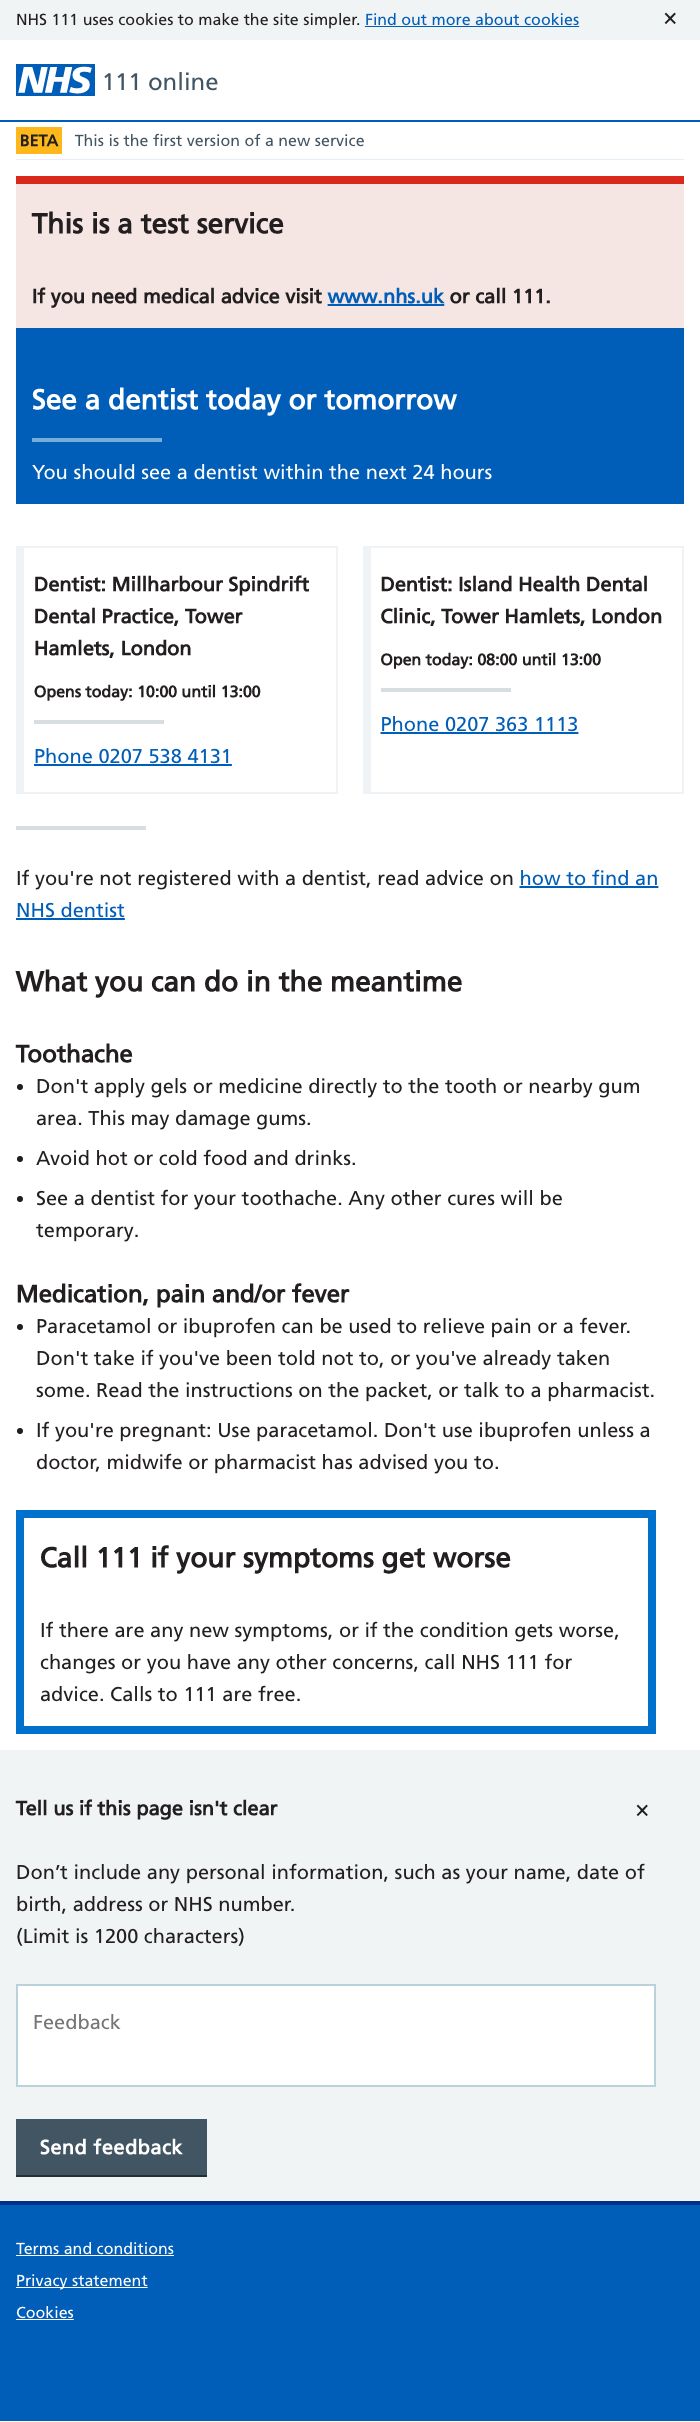 NHS 111 uses cookies to make the site simpler. Find out more about cookies ✕
NHS 111 online
BETA This is the first version of a new service
This is a test service
If you need medical advice visit www.nhs.uk or call 111.
See a dentist today or tomorrow
You should see a dentist within the next 24 hours
Dentist: Millharbour Spindrift
Dental Practice, Tower
Hamlets, London
Opens today: 10:00 until 13:00
Phone 0207 538 4131
Dentist: Island Health Dental
Clinic, Tower Hamlets, London
Open today: 08:00 until 13:00
Phone 0207 363 1113
If you're not registered with a dentist, read advice on how to find an
NHS dentist
What you can do in the meantime
Toothache
• Don't apply gels or medicine directly to the tooth or nearby gum
area. This may damage gums.
• Avoid hot or cold food and drinks.
• See a dentist for your toothache. Any other cures will be
temporary.
Medication, pain and/or fever
• Paracetamol or ibuprofen can be used to relieve pain or a fever.
Don't take if you've been told not to, or you've already taken
some. Read the instructions on the packet, or talk to a pharmacist.
• If you're pregnant: Use paracetamol. Don't use ibuprofen unless a
doctor, midwife or pharmacist has advised you to.
Call 111 if your symptoms get worse
If there are any new symptoms, or if the condition gets worse,
changes or you have any other concerns, call NHS 111 for
advice. Calls to 111 are free.
Tell us if this page isn't clear ✕
Don’t include any personal information, such as your name, date of
birth, address or NHS number.
(Limit is 1200 characters)
Feedback
Send feedback
Terms and conditions
Privacy statement
Cookies